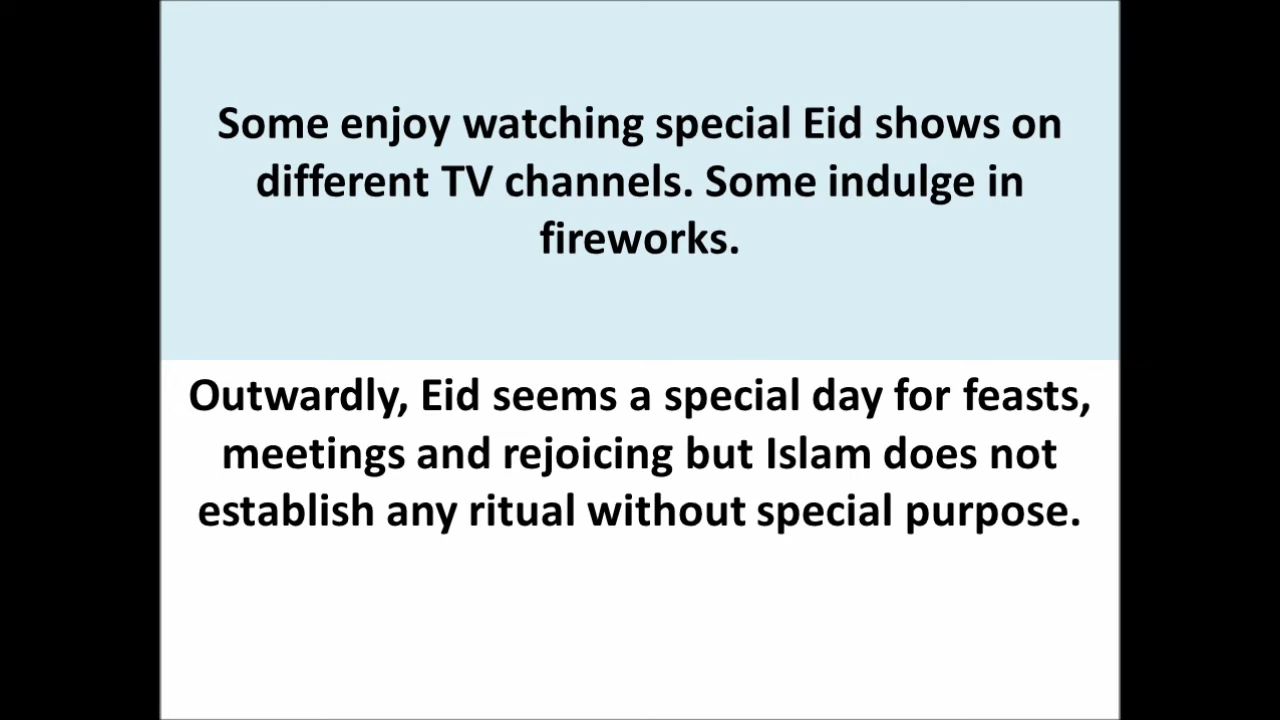 Some enjoy watching special Eid shows on
different TV channels. Some indulge in
fireworks.
Outwardly, Eid seems a special day for feasts,
meetings and rejoicing but Islam does not
establish any ritual without special purpose.